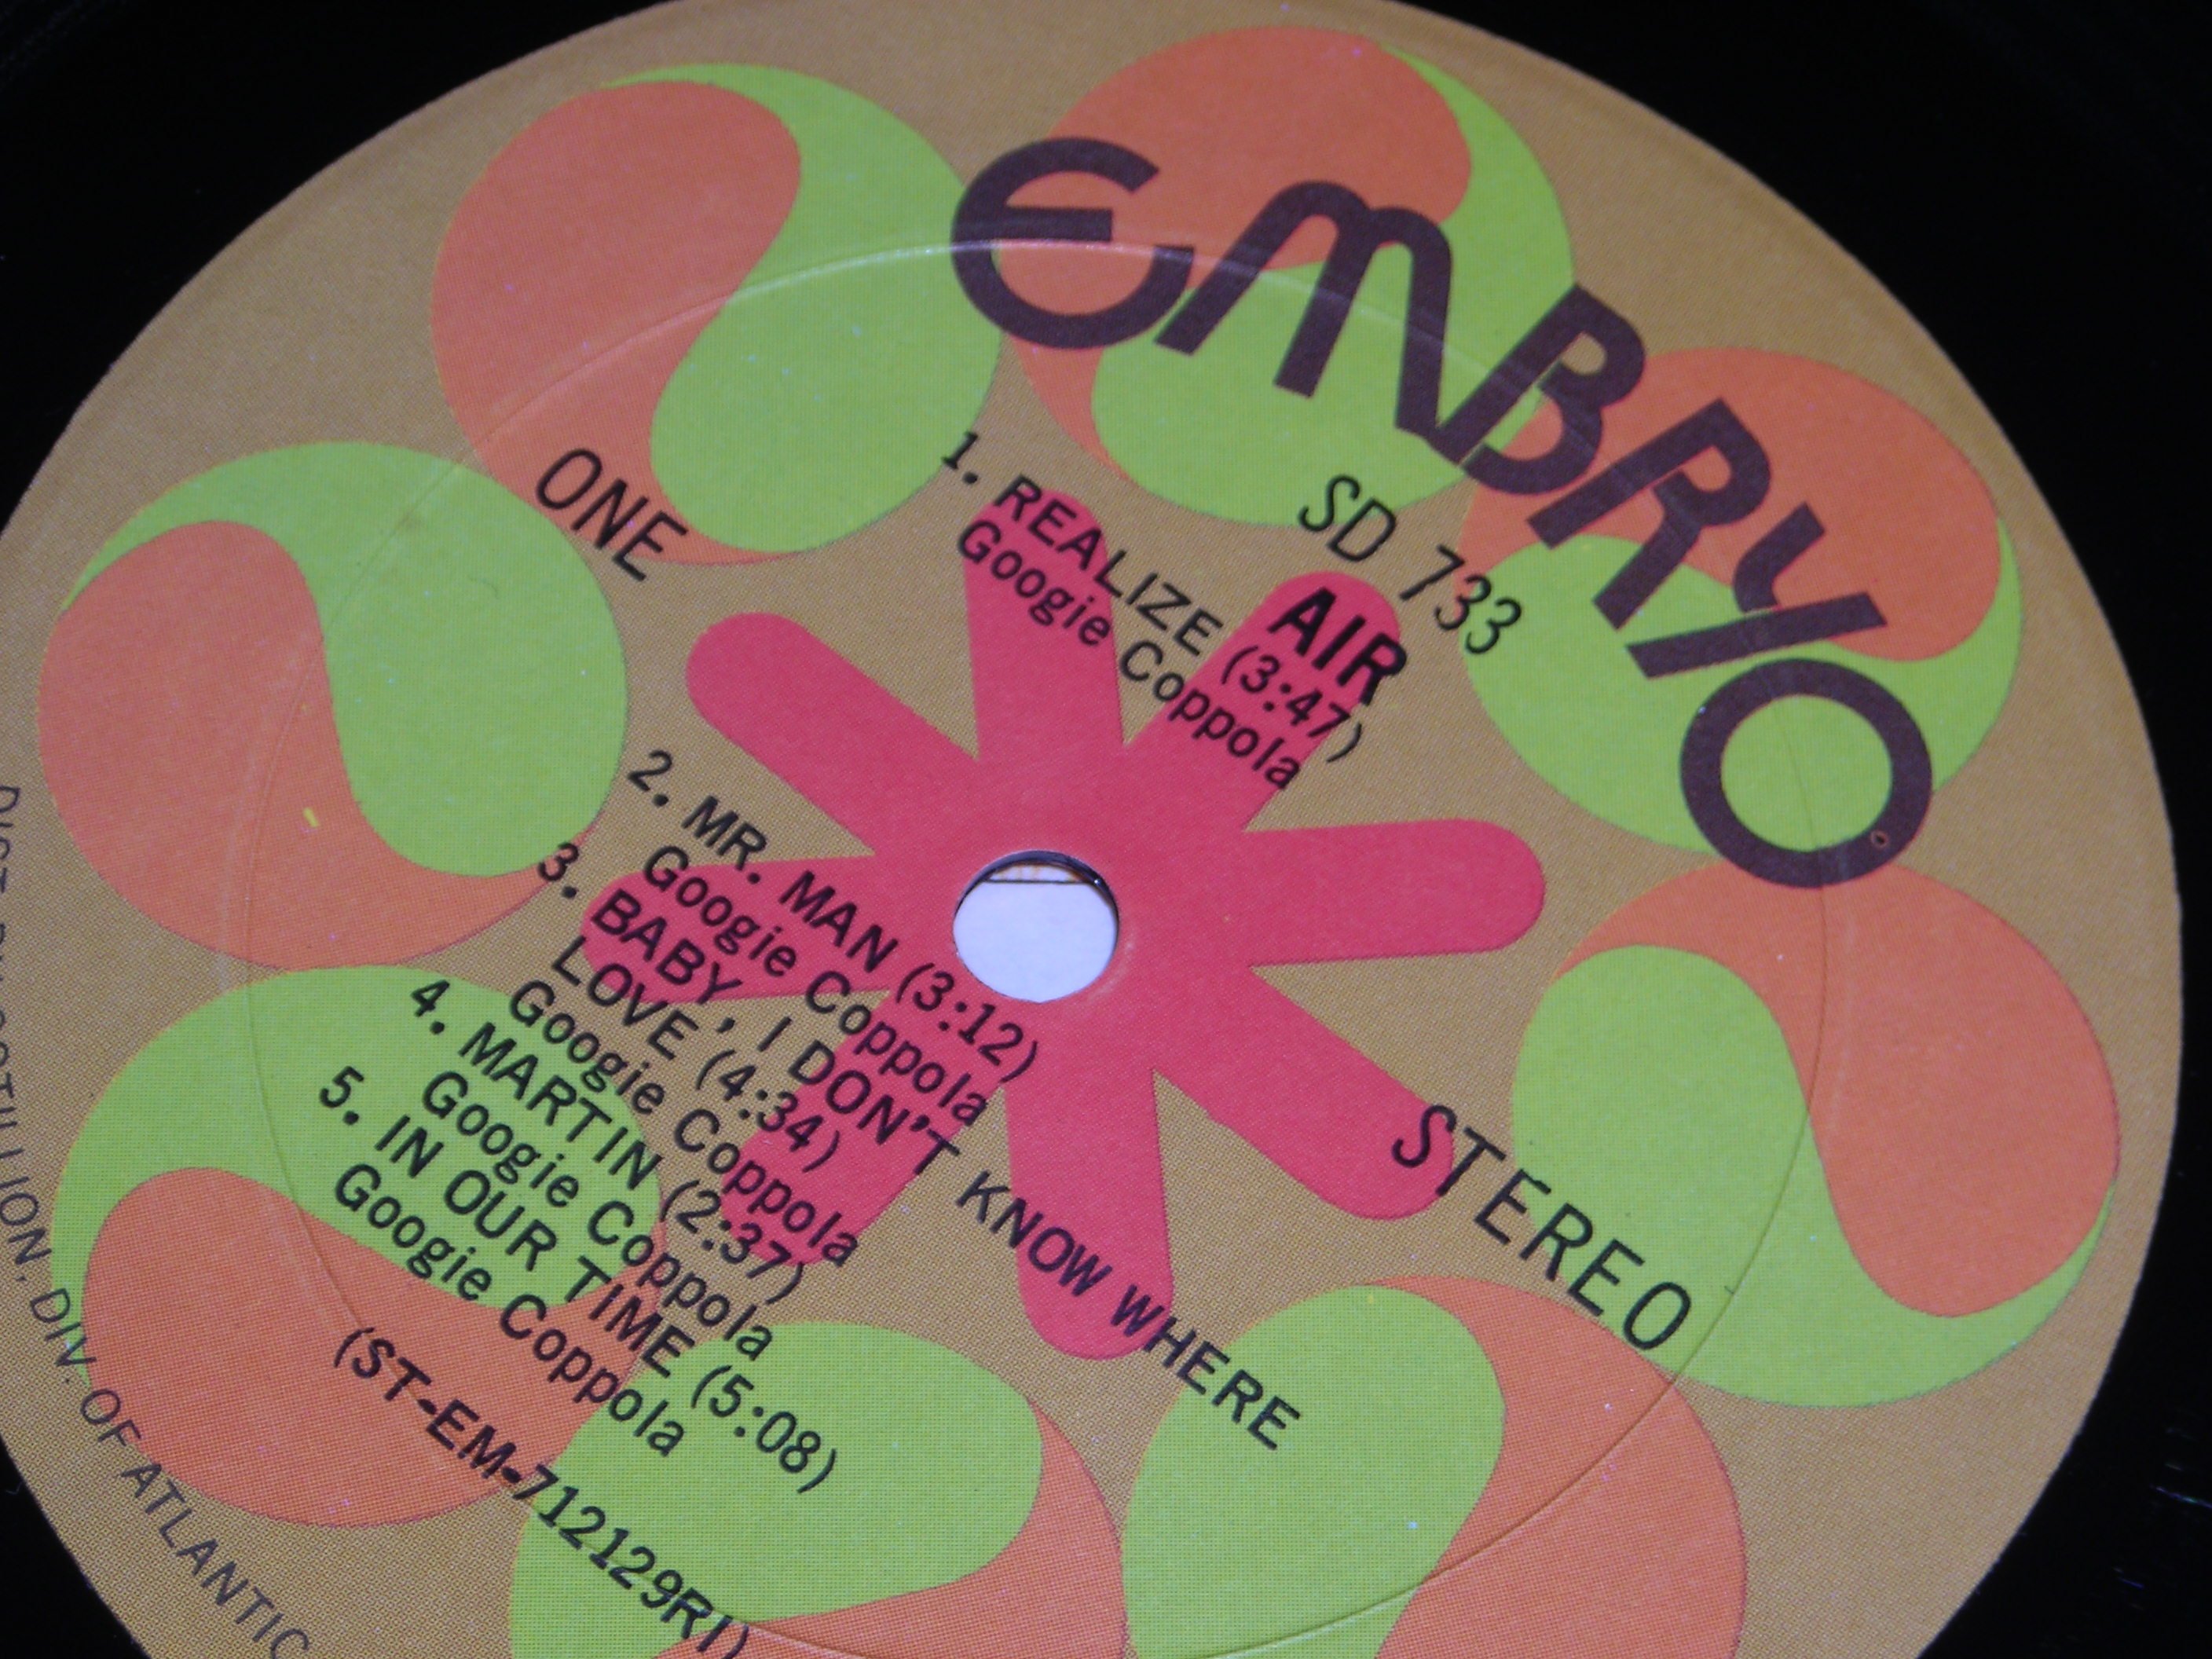 EMBRYO
SD 733
ONE
AIR
1. REALIZE (3:47)
Googie Coppola
2. MR. MAN (3:12)
Googie Coppola
3. BABY, I DON'T KNOW WHERE
LOVE (4:34)
Googie Coppola
4. MARTIN (2:37)
Googie Coppola
5. IN OUR TIME (5:08)
Googie Coppola
(ST-EM-712129RI)
STEREO
DIV. OF ATLANTIC